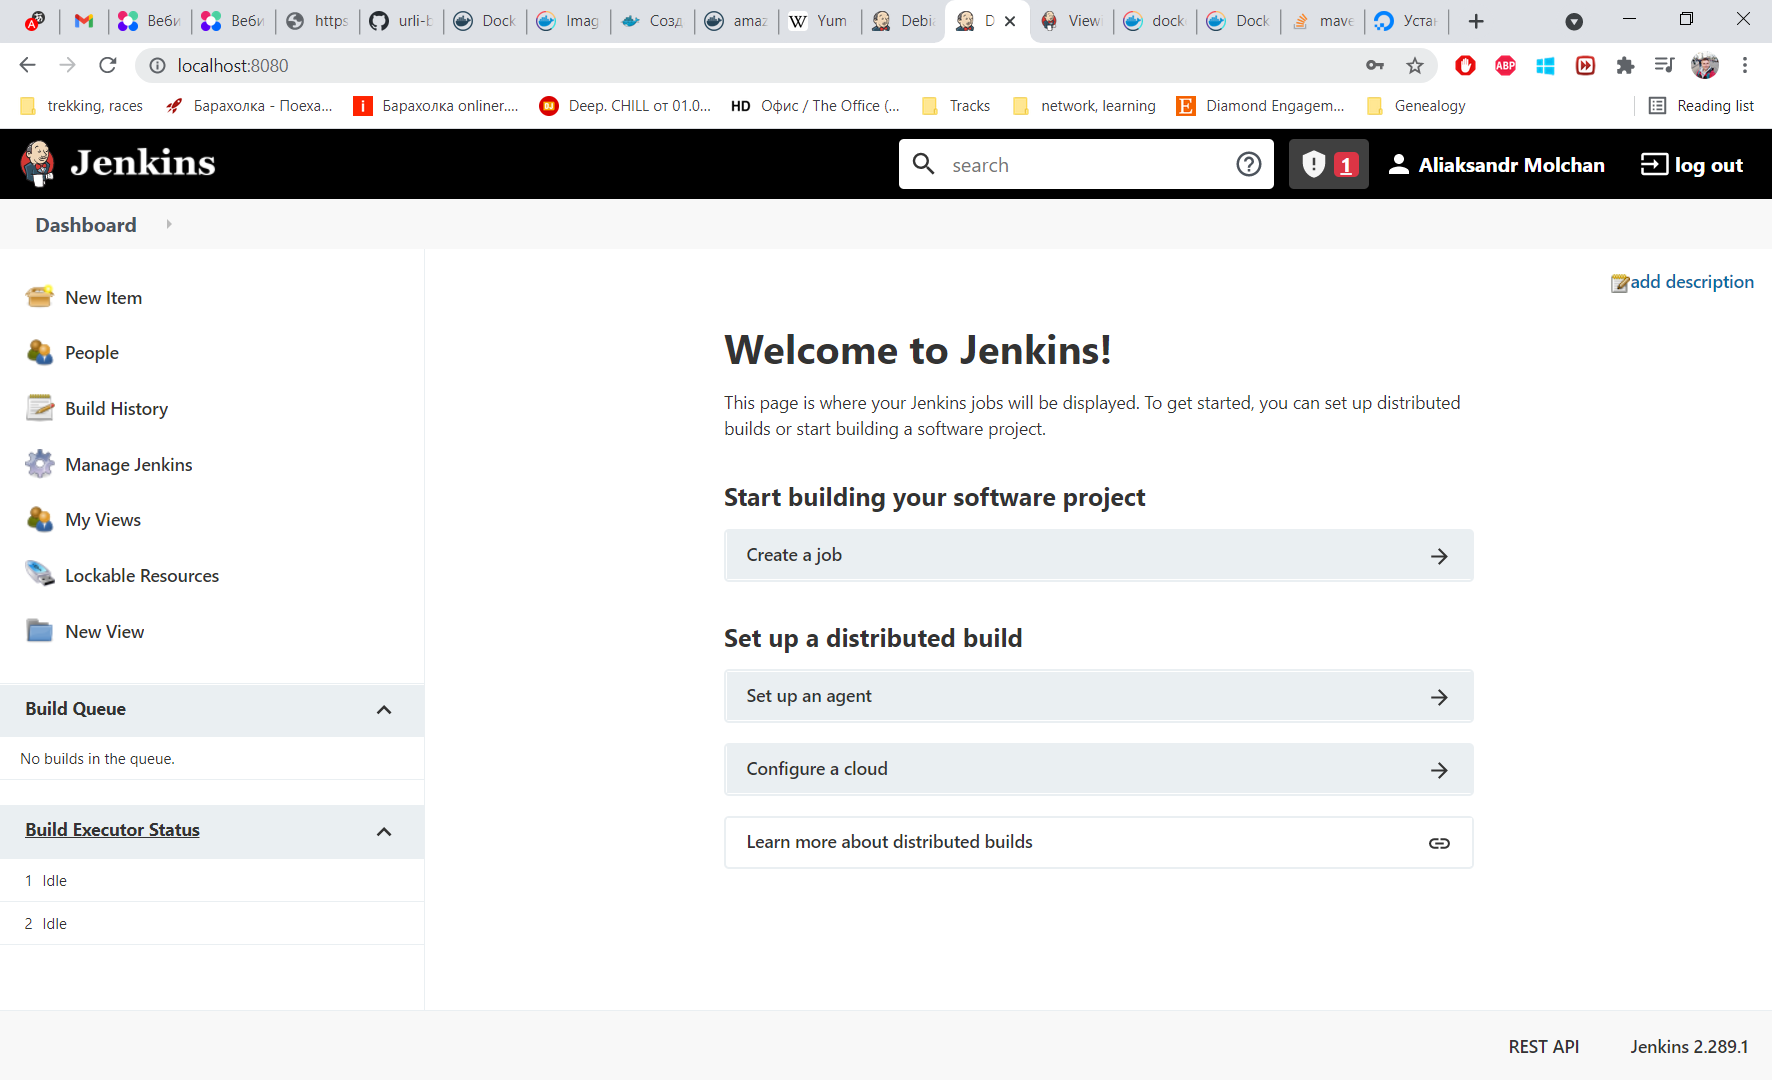 Веби
Веби
https
urli-b
Dock
Imag
Созд
amaz
W Yum
Debi
D
View
dock
Dock
mave
Уста
localhost:8080
ABP
trekking, races
Барахолка - Поеха...
Барахолка onliner....
Deep. CHILL от 01.0...
HD Офис / The Office (...
Tracks
network, learning
E Diamond Engagem...
Genealogy
Reading list
Jenkins
search
1
Aliaksandr Molchan
log out
Dashboard
New Item
People
Build History
Manage Jenkins
My Views
Lockable Resources
New View
Build Queue
No builds in the queue.
Build Executor Status
1 Idle
2 Idle
add description
Welcome to Jenkins!
This page is where your Jenkins jobs will be displayed. To get started, you can set up distributed
builds or start building a software project.
Start building your software project
Create a job
Set up a distributed build
Set up an agent
Configure a cloud
Learn more about distributed builds
REST API
Jenkins 2.289.1